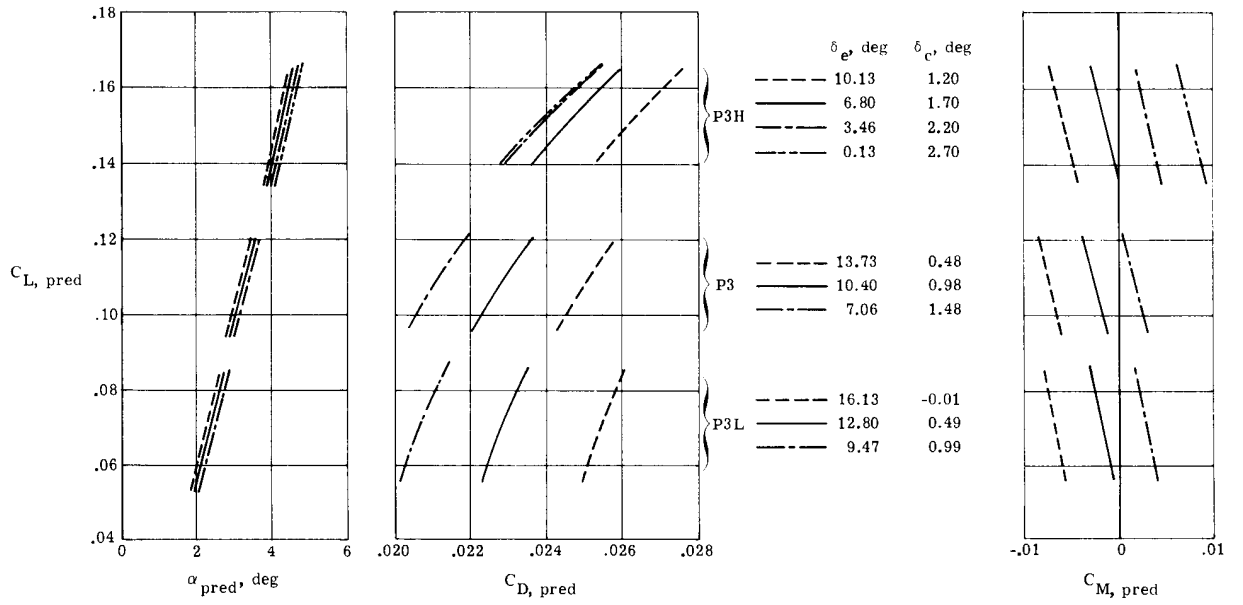 .18
.16
.14
.12
.10
.08
.06
.04
C_L, pred
0 2 4 6
α_pred, deg
.020 .022 .024 .026 .028
C_D, pred
δ_e, deg δ_c, deg
P3H
10.13 1.20
6.80 1.70
3.46 2.20
0.13 2.70
P3
13.73 0.48
10.40 0.98
7.06 1.48
P3L
16.13 -0.01
12.80 0.49
9.47 0.99
-.01 0 .01
C_M, pred